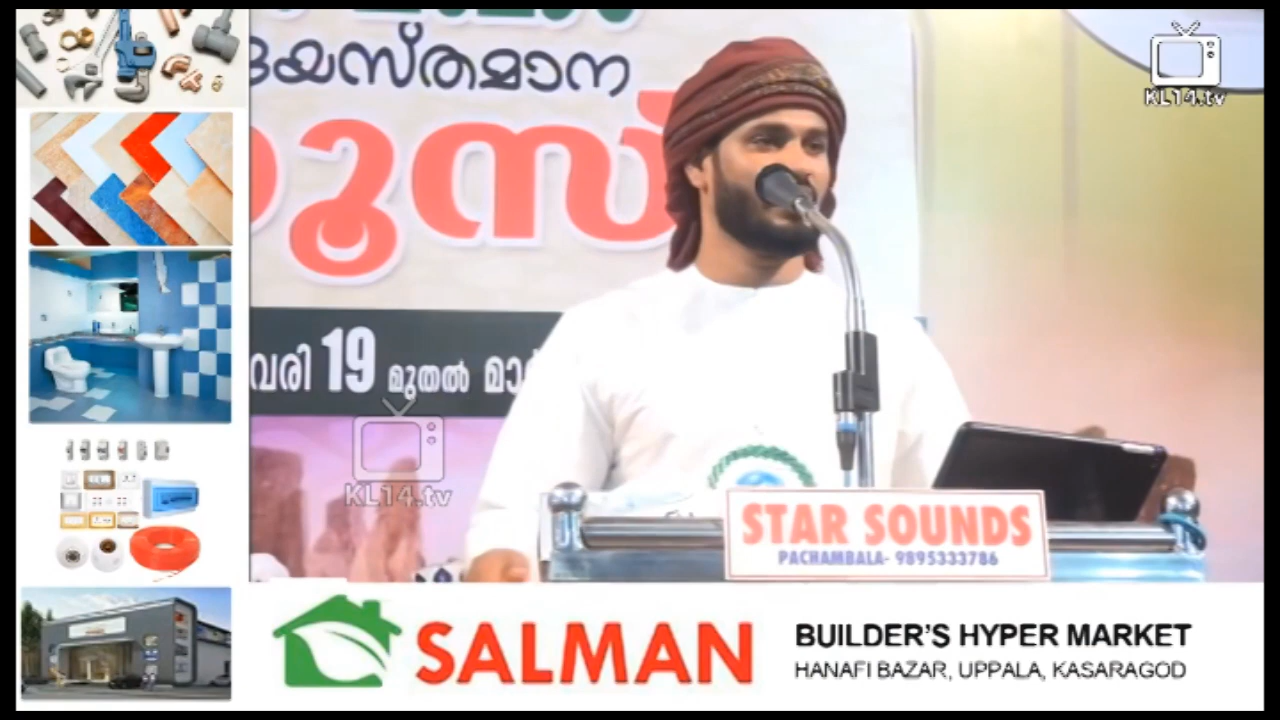 യസ്തമാന
റൂസ്
KL14.tv
വരി 19 മുതൽ
KL14.tv
STAR SOUNDS
PACHAMBALA- 9895333786
SALMAN
BUILDER'S HYPER MARKET
HANAFI BAZAR, UPPALA, KASARAGOD